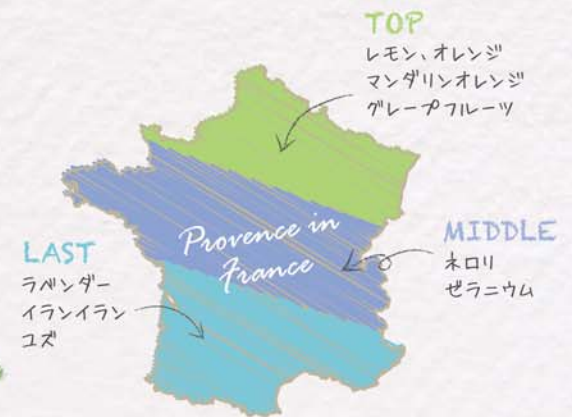 TOP
レモン、オレンジ
マンダリンオレンジ
グレープフルーツ
Provence in
France
MIDDLE
ネロリ
ゼラニウム
LAST
ラベンダー
イランイラン
ユズ